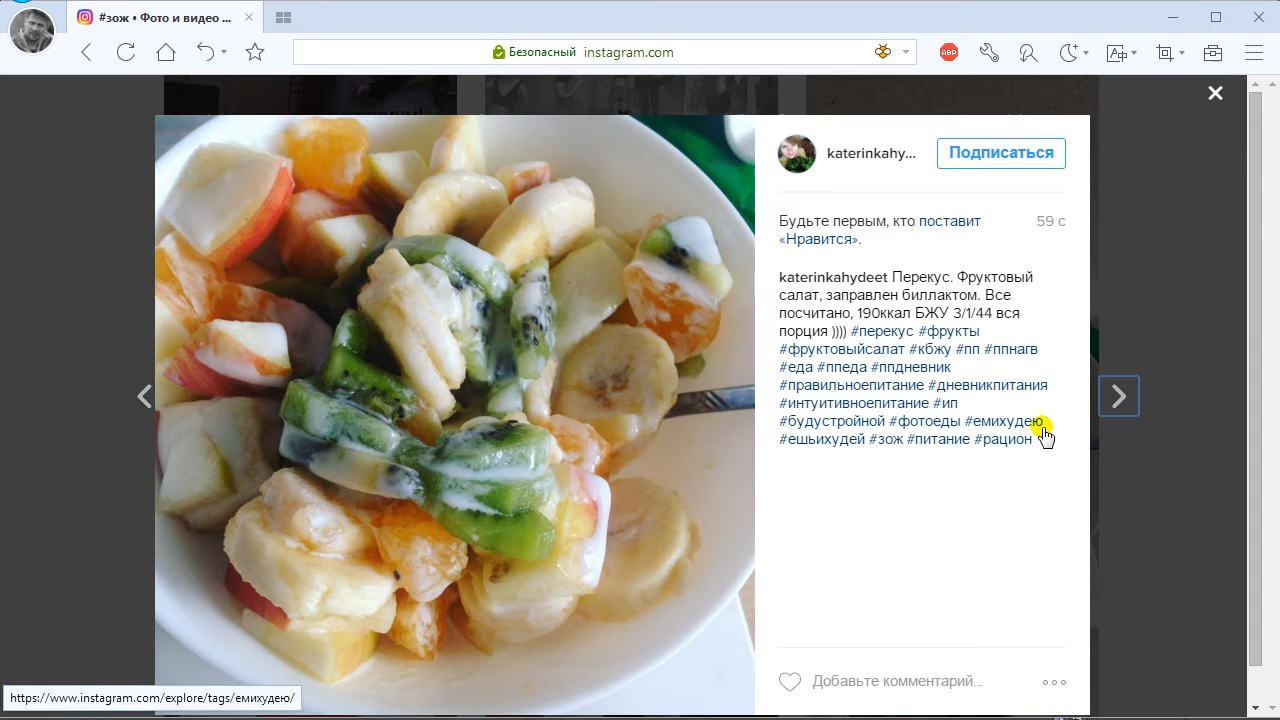 #зож • Фото и видео ...
Безопасный instagram.com
ABP
katerinkahy...
Подписаться
Будьте первым, кто поставит
«Нравится».
59 с
katerinkahydeet Перекус. Фруктовый
салат, заправлен биллактом. Все
посчитано, 190ккал БЖУ 3/1/44 вся
порция )))) #перекус #фрукты
#фруктовыйсалат #кбжу #пп #ппнагв
#еда #ппеда #ппдневник
#правильноепитание #дневникпитания
#интуитивноепитание #ип
#будустройной #фотоеды #емихудею
#ешьихудей #зож #питание #рацион
Добавьте комментарий...
https://www.instagram.com/explore/tags/емихудею/